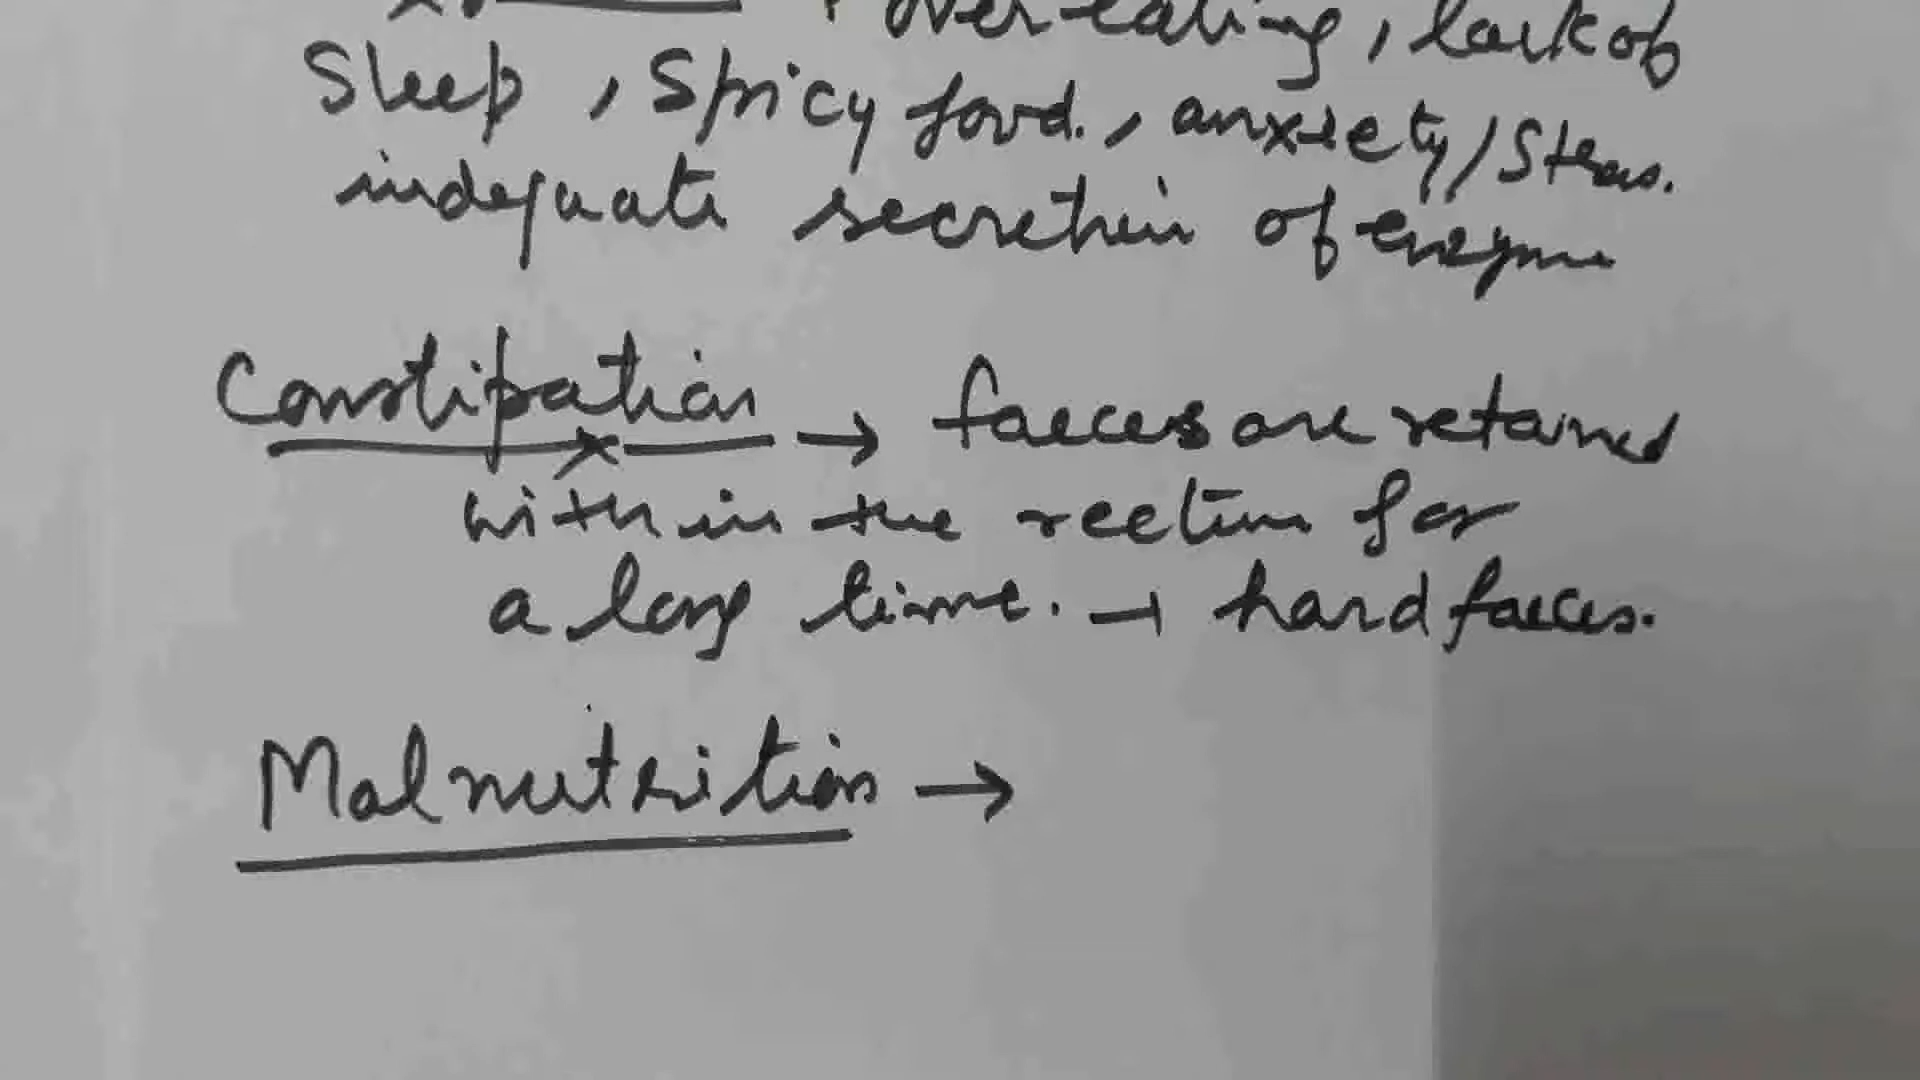 over eating, lack of
Sleep, Spicy food., anxiety/Stress.
indequate secretion of enzyme
Constipation → faeces are retained
within the rectum for
a long time. → hard faeces.
Malnutrition →